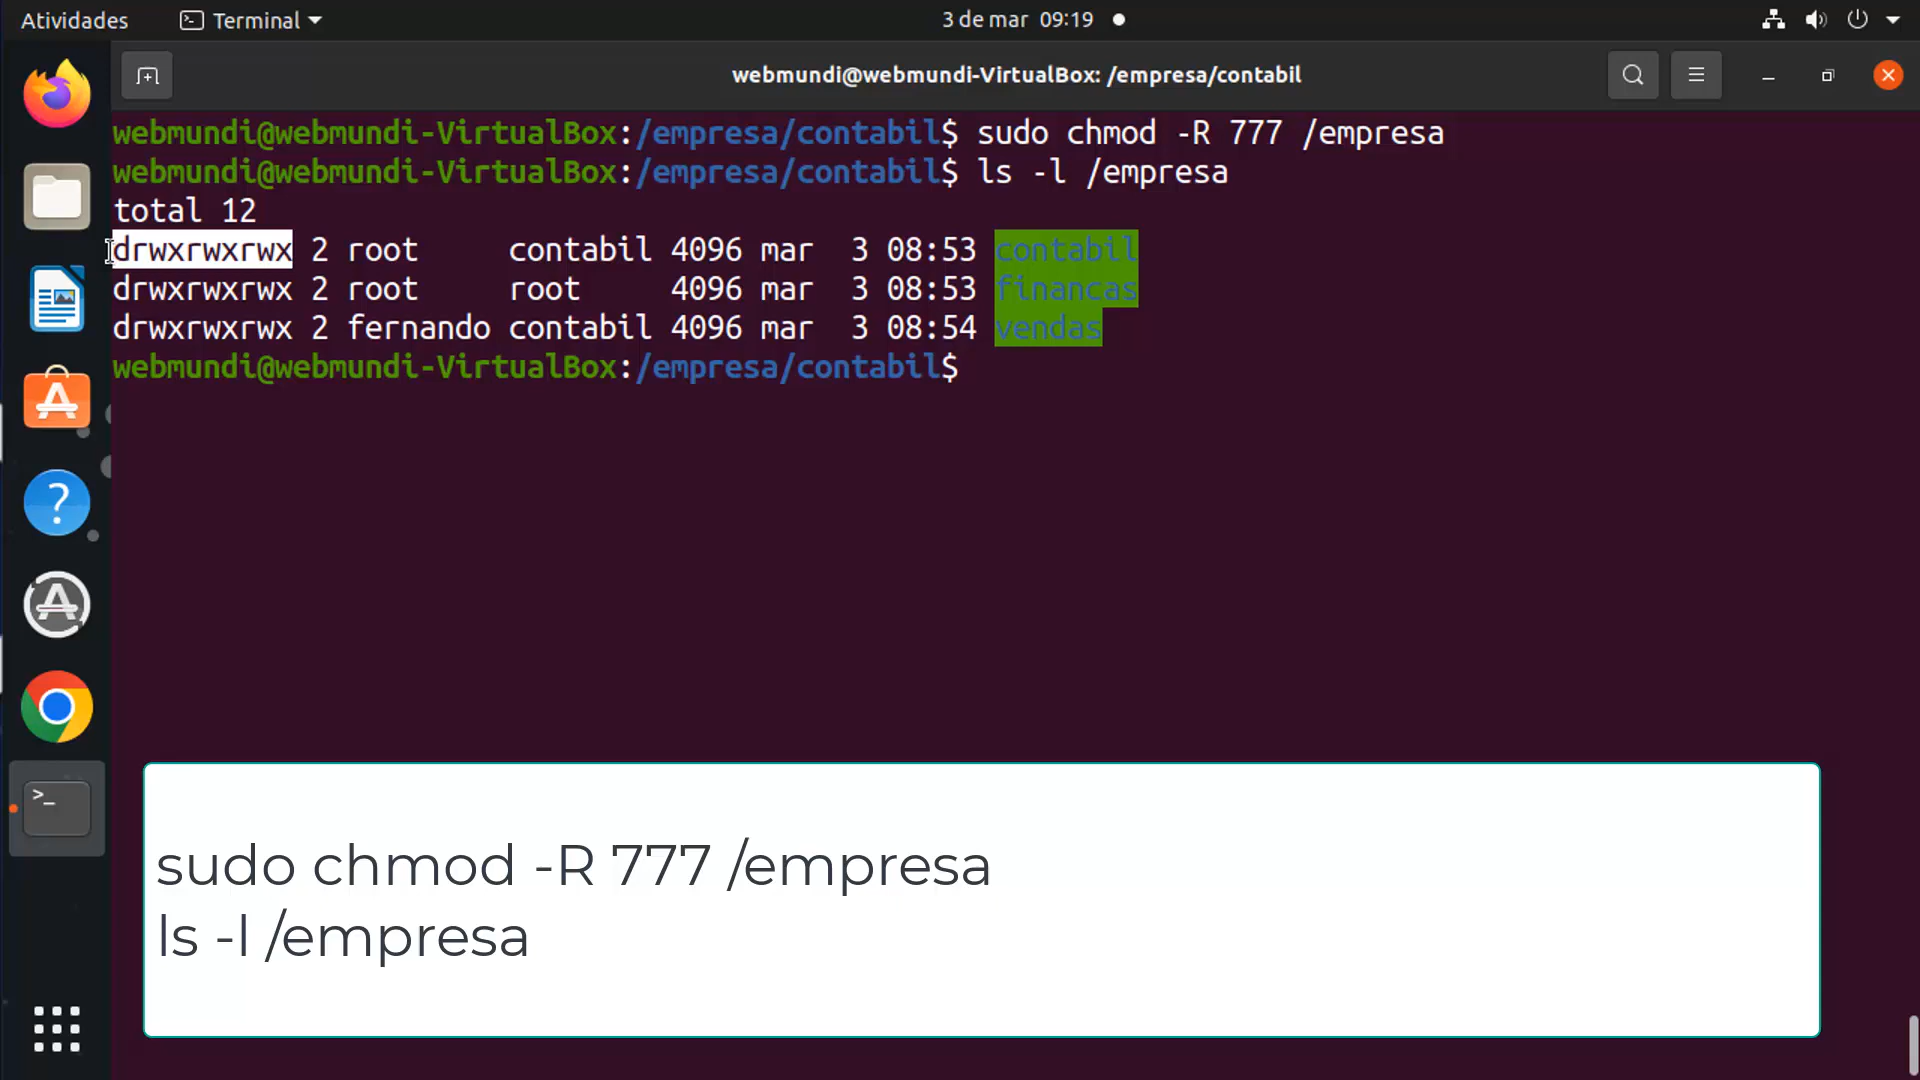 Atividades Terminal 3 de mar 09:19
webmundi@webmundi-VirtualBox: /empresa/contabil
webmundi@webmundi-VirtualBox:/empresa/contabil$ sudo chmod -R 777 /empresa
webmundi@webmundi-VirtualBox:/empresa/contabil$ ls -l /empresa
total 12
drwxrwxrwx 2 root     contabil 4096 mar  3 08:53 contabil
drwxrwxrwx 2 root     root     4096 mar  3 08:53 financas
drwxrwxrwx 2 fernando contabil 4096 mar  3 08:54 vendas
webmundi@webmundi-VirtualBox:/empresa/contabil$
sudo chmod -R 777 /empresa
ls -l /empresa